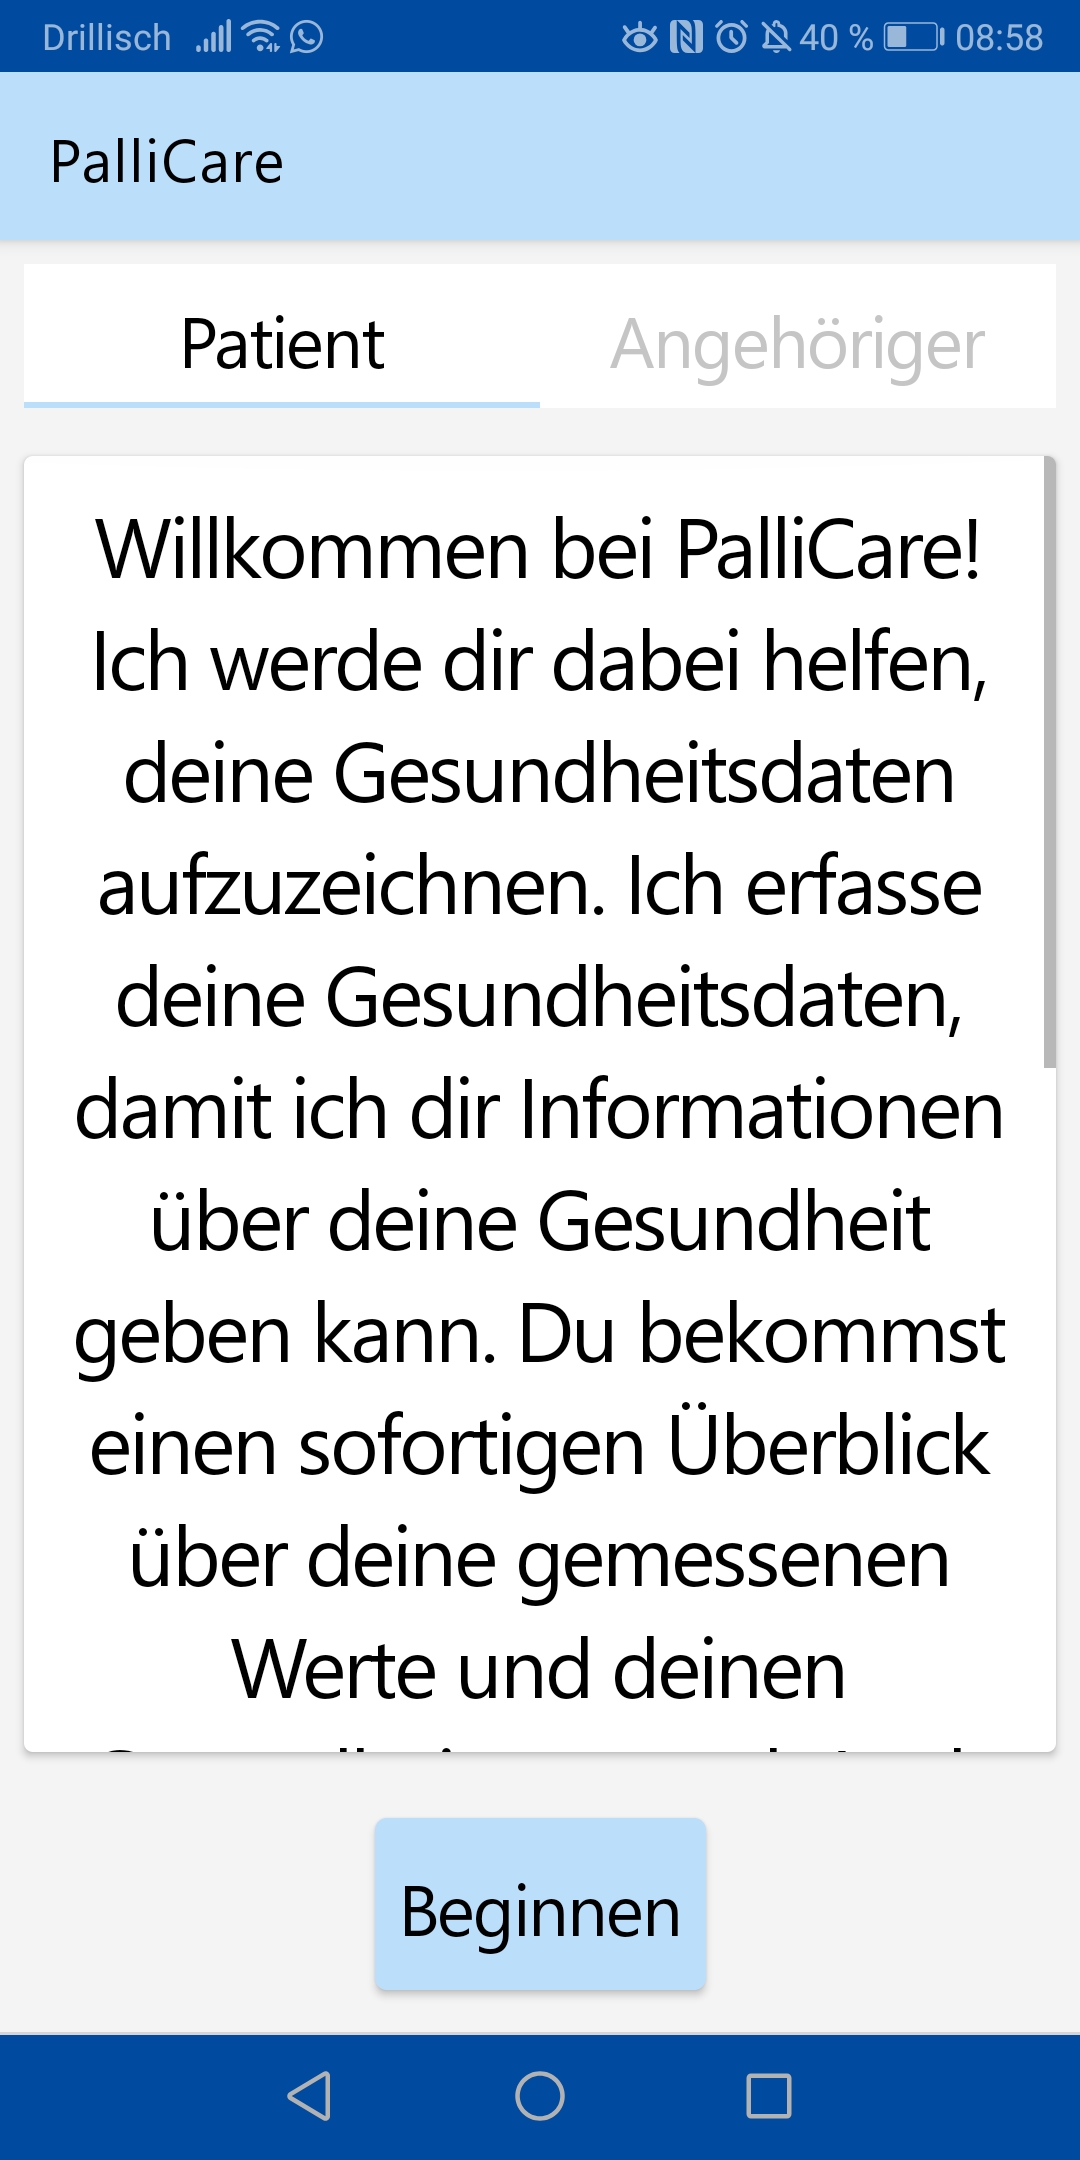 Drillisch 40 % 08:58
PalliCare
Patient Angehöriger
Willkommen bei PalliCare!
Ich werde dir dabei helfen,
deine Gesundheitsdaten
aufzuzeichnen. Ich erfasse
deine Gesundheitsdaten,
damit ich dir Informationen
über deine Gesundheit
geben kann. Du bekommst
einen sofortigen Überblick
über deine gemessenen
Werte und deinen
Beginnen